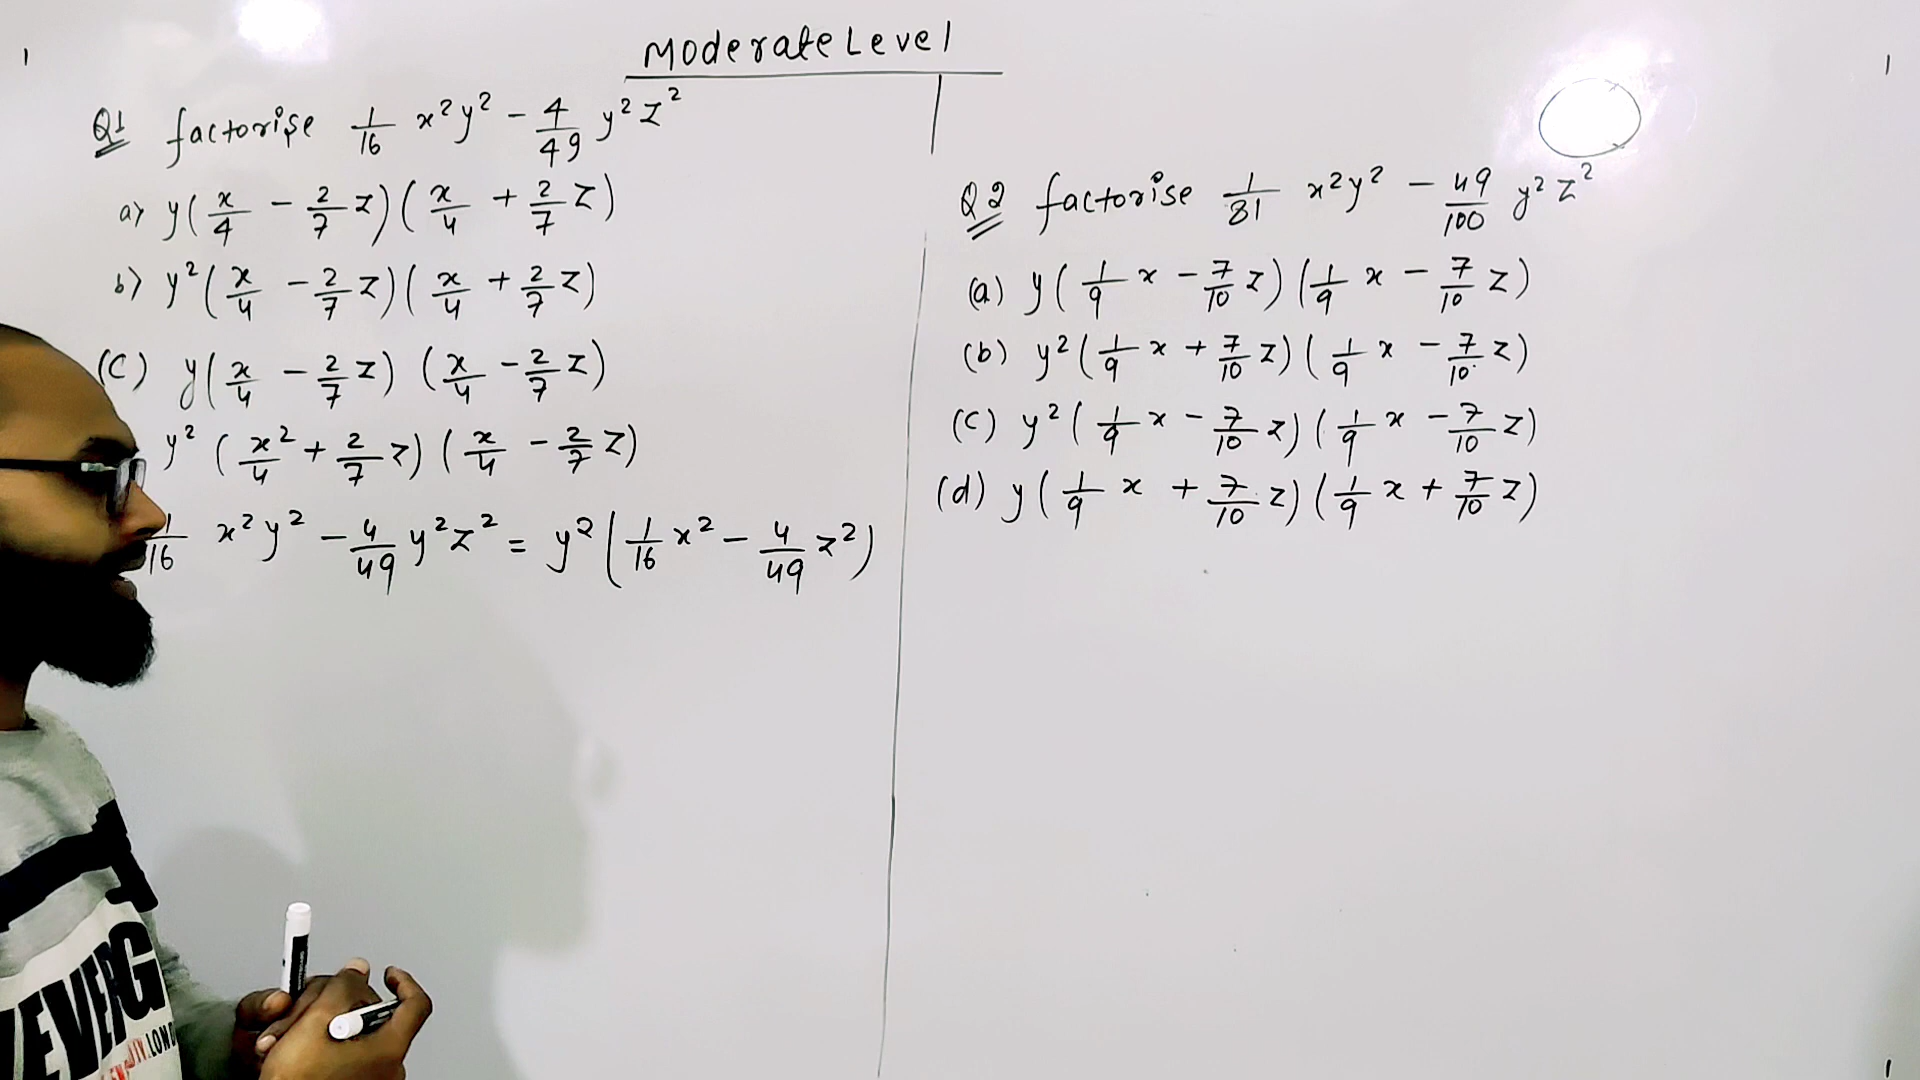 Moderate Level
Q1 factorise 1/16 x²y² - 4/49 y²z²
a) y(x/4 - 2/7 z)(x/4 + 2/7 z)
b) y²(x/4 - 2/7 z)(x/4 + 2/7 z)
(C) y(x/4 - 2/7 z) (x/4 - 2/7 z)
y² (x²/4 + 2/7 z) (x/4 - 2/7 z)
1/16 x²y² - 4/49 y²z² = y² (1/16 x² - 4/49 z²)
Q2 factorise 1/81 x²y² - 49/100 y²z²
(a) y(1/9 x - 7/10 z)(1/9 x - 7/10 z)
(b) y²(1/9 x + 7/10 z)(1/9 x - 7/10 z)
(C) y²(1/9 x - 7/10 z)(1/9 x - 7/10 z)
(d) y(1/9 x + 7/10 z)(1/9 x + 7/10 z)
EVERG
LOND